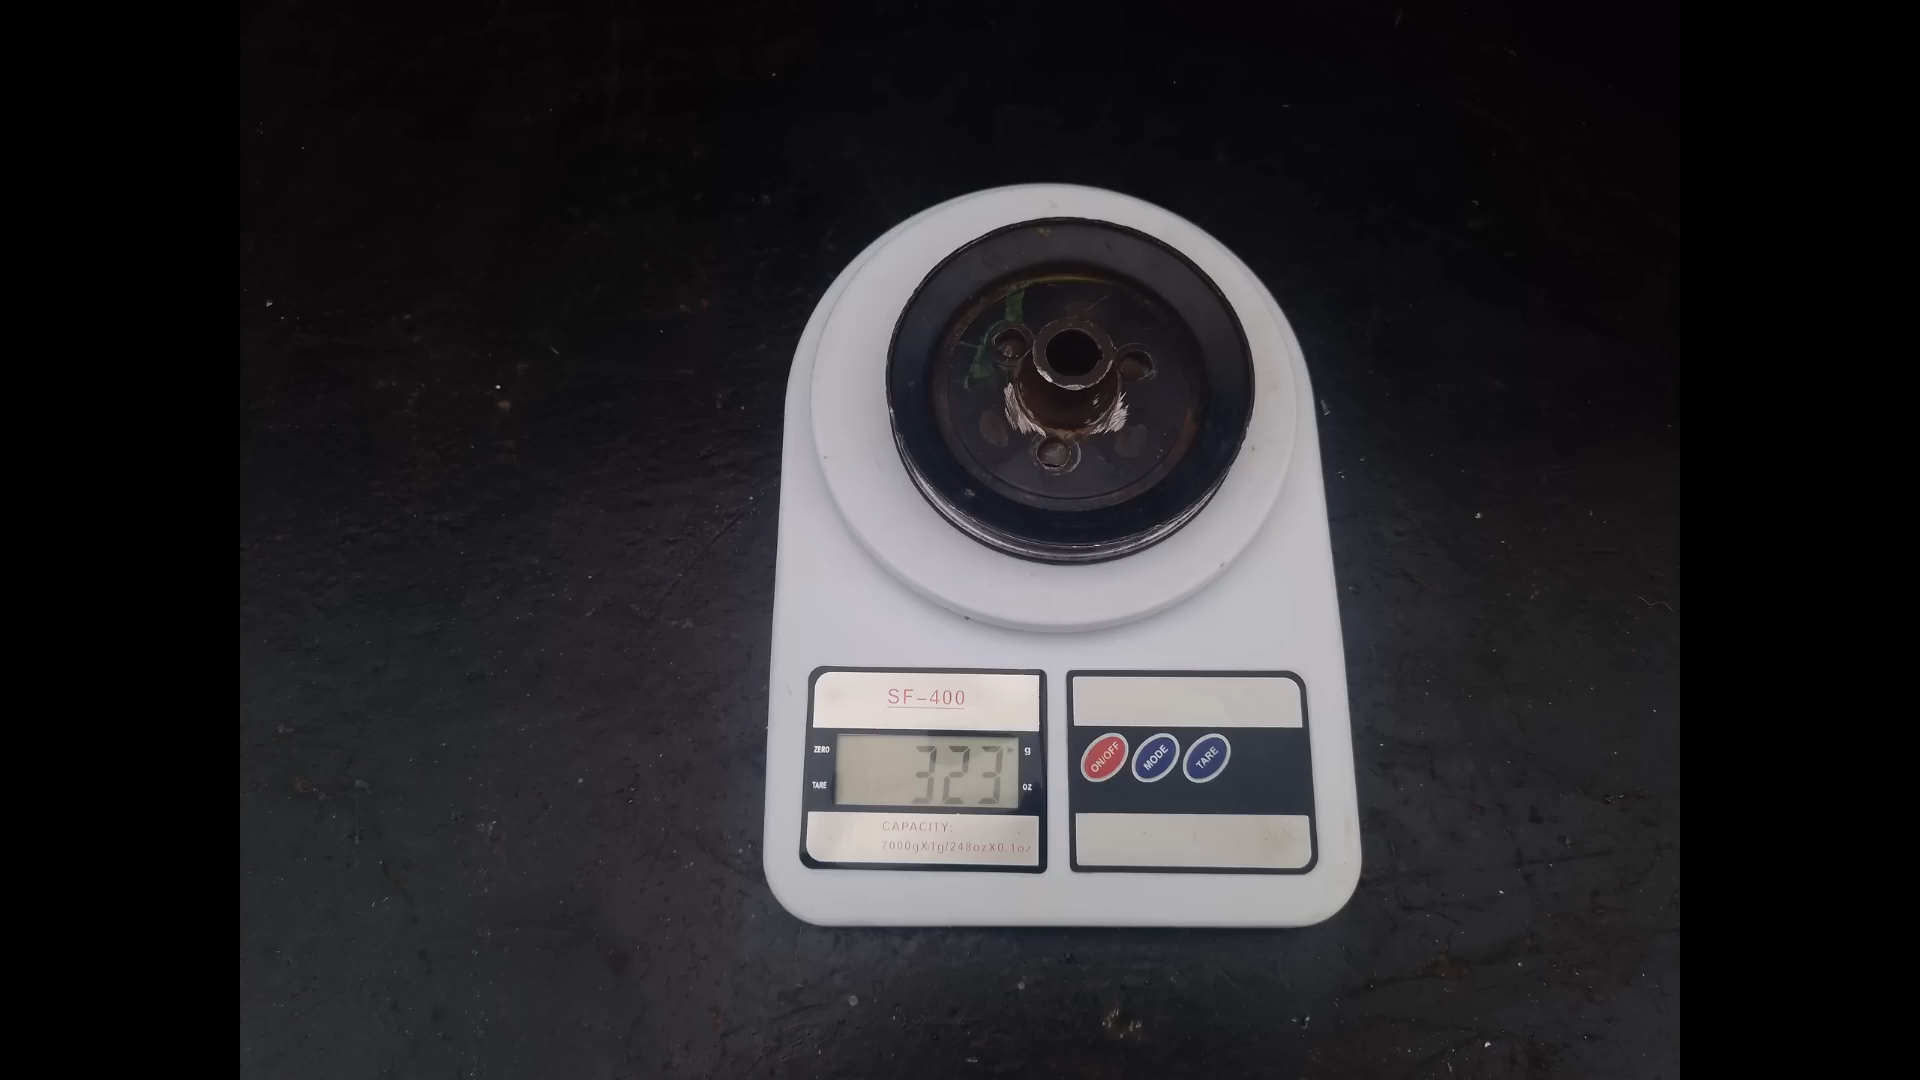 SF-400
ZERO
323
g
TARE
oz
CAPACITY:
7000gX1g/248ozX0.1oz
ON/OFF
MODE
TARE